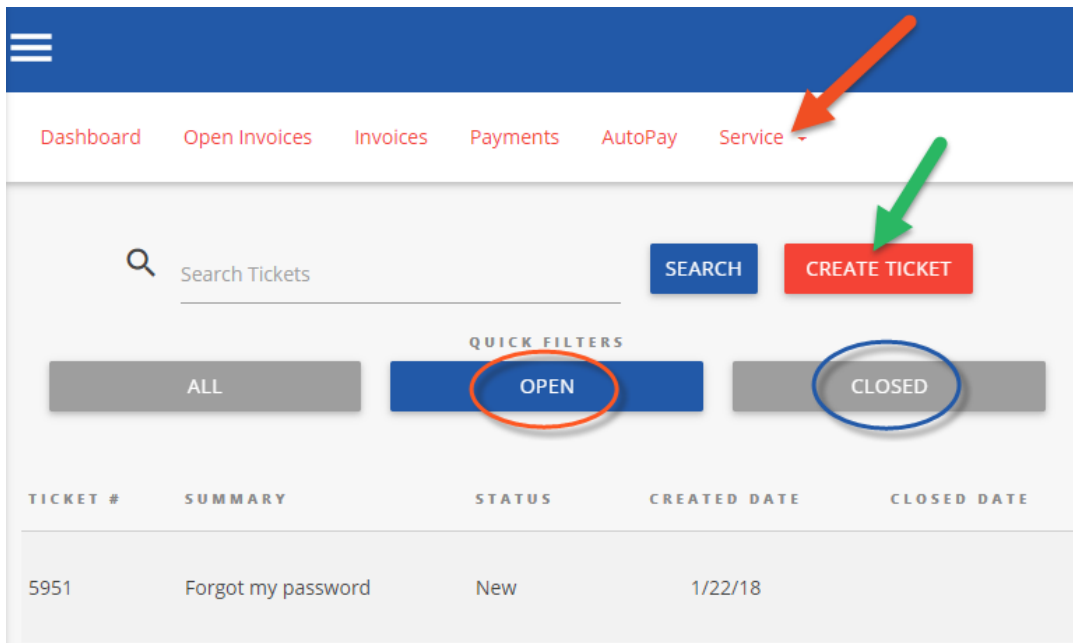 Dashboard Open Invoices Invoices Payments AutoPay Service
Search Tickets SEARCH CREATE TICKET
QUICK FILTERS
ALL OPEN CLOSED
TICKET # SUMMARY STATUS CREATED DATE CLOSED DATE
5951 Forgot my password New 1/22/18